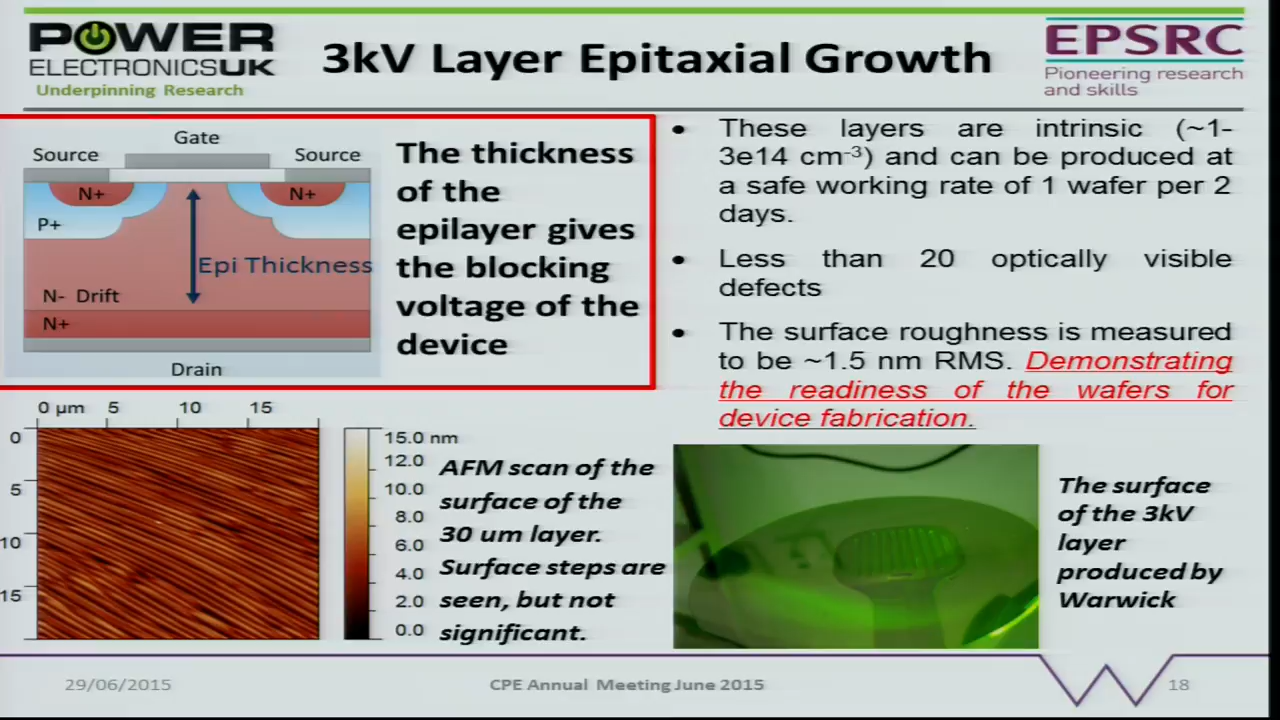 POWER
ELECTRONICSUK
Underpinning Research
3kV Layer Epitaxial Growth
EPSRC
Pioneering research
and skills
Gate
Source
Source
N+
N+
P+
Epi Thickness
N- Drift
N+
Drain
The thickness
of the
epilayer gives
the blocking
voltage of the
device
• These layers are intrinsic (~1-
3e14 cm-3) and can be produced at
a safe working rate of 1 wafer per 2
days.
• Less than 20 optically visible
defects
• The surface roughness is measured
to be ~1.5 nm RMS. Demonstrating
the readiness of the wafers for
device fabrication.
0 µm 5 10 15
0
5
10
15
15.0 nm
12.0
10.0
8.0
6.0
4.0
2.0
0.0
AFM scan of the
surface of the
30 um layer.
Surface steps are
seen, but not
significant.
The surface
of the 3kV
layer
produced by
Warwick
29/06/2015
CPE Annual Meeting June 2015
18